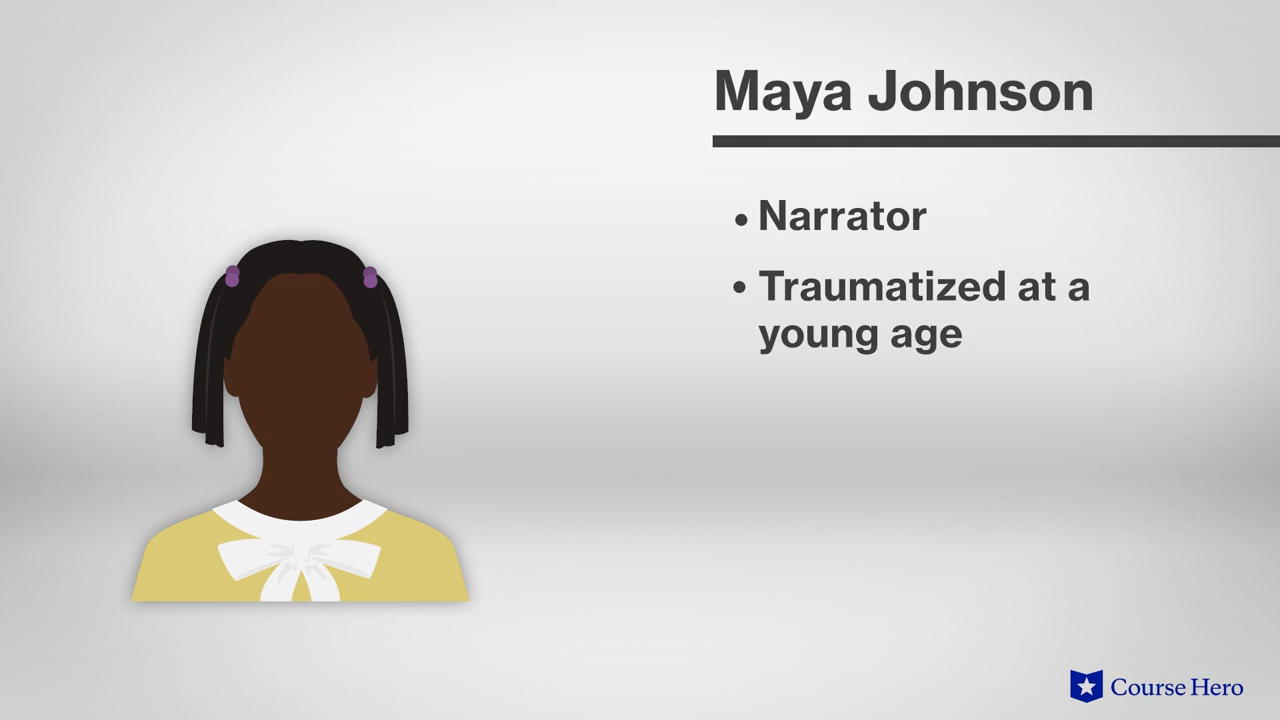 Maya Johnson
• Narrator
• Traumatized at a
young age
Course Hero